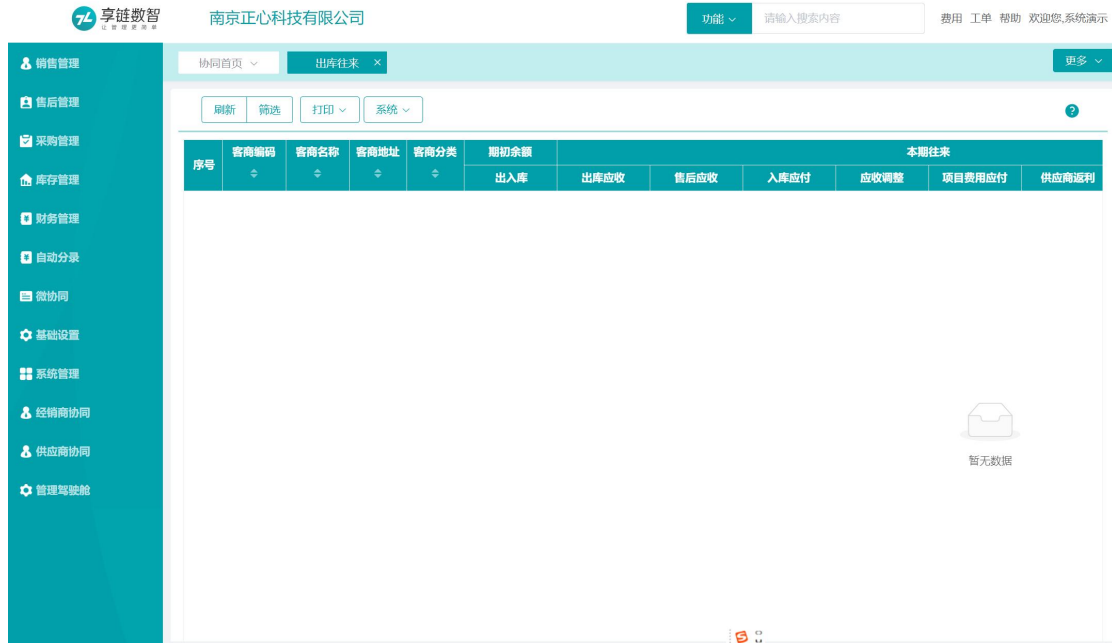 享链数智
让管理更简单
南京正心科技有限公司
功能
请输入搜索内容
费用 工单 帮助 欢迎您,系统演示
销售管理
售后管理
采购管理
库存管理
财务管理
自动分录
微协同
基础设置
系统管理
经销商协同
供应商协同
管理驾驶舱
协同首页
出库往来 ×
更多
刷新 筛选 打印 系统
序号 客商编码 客商名称 客商地址 客商分类 期初余额 本期往来
出入库 出库应收 售后应收 入库应付 应收调整 项目费用应付 供应商返利
暂无数据